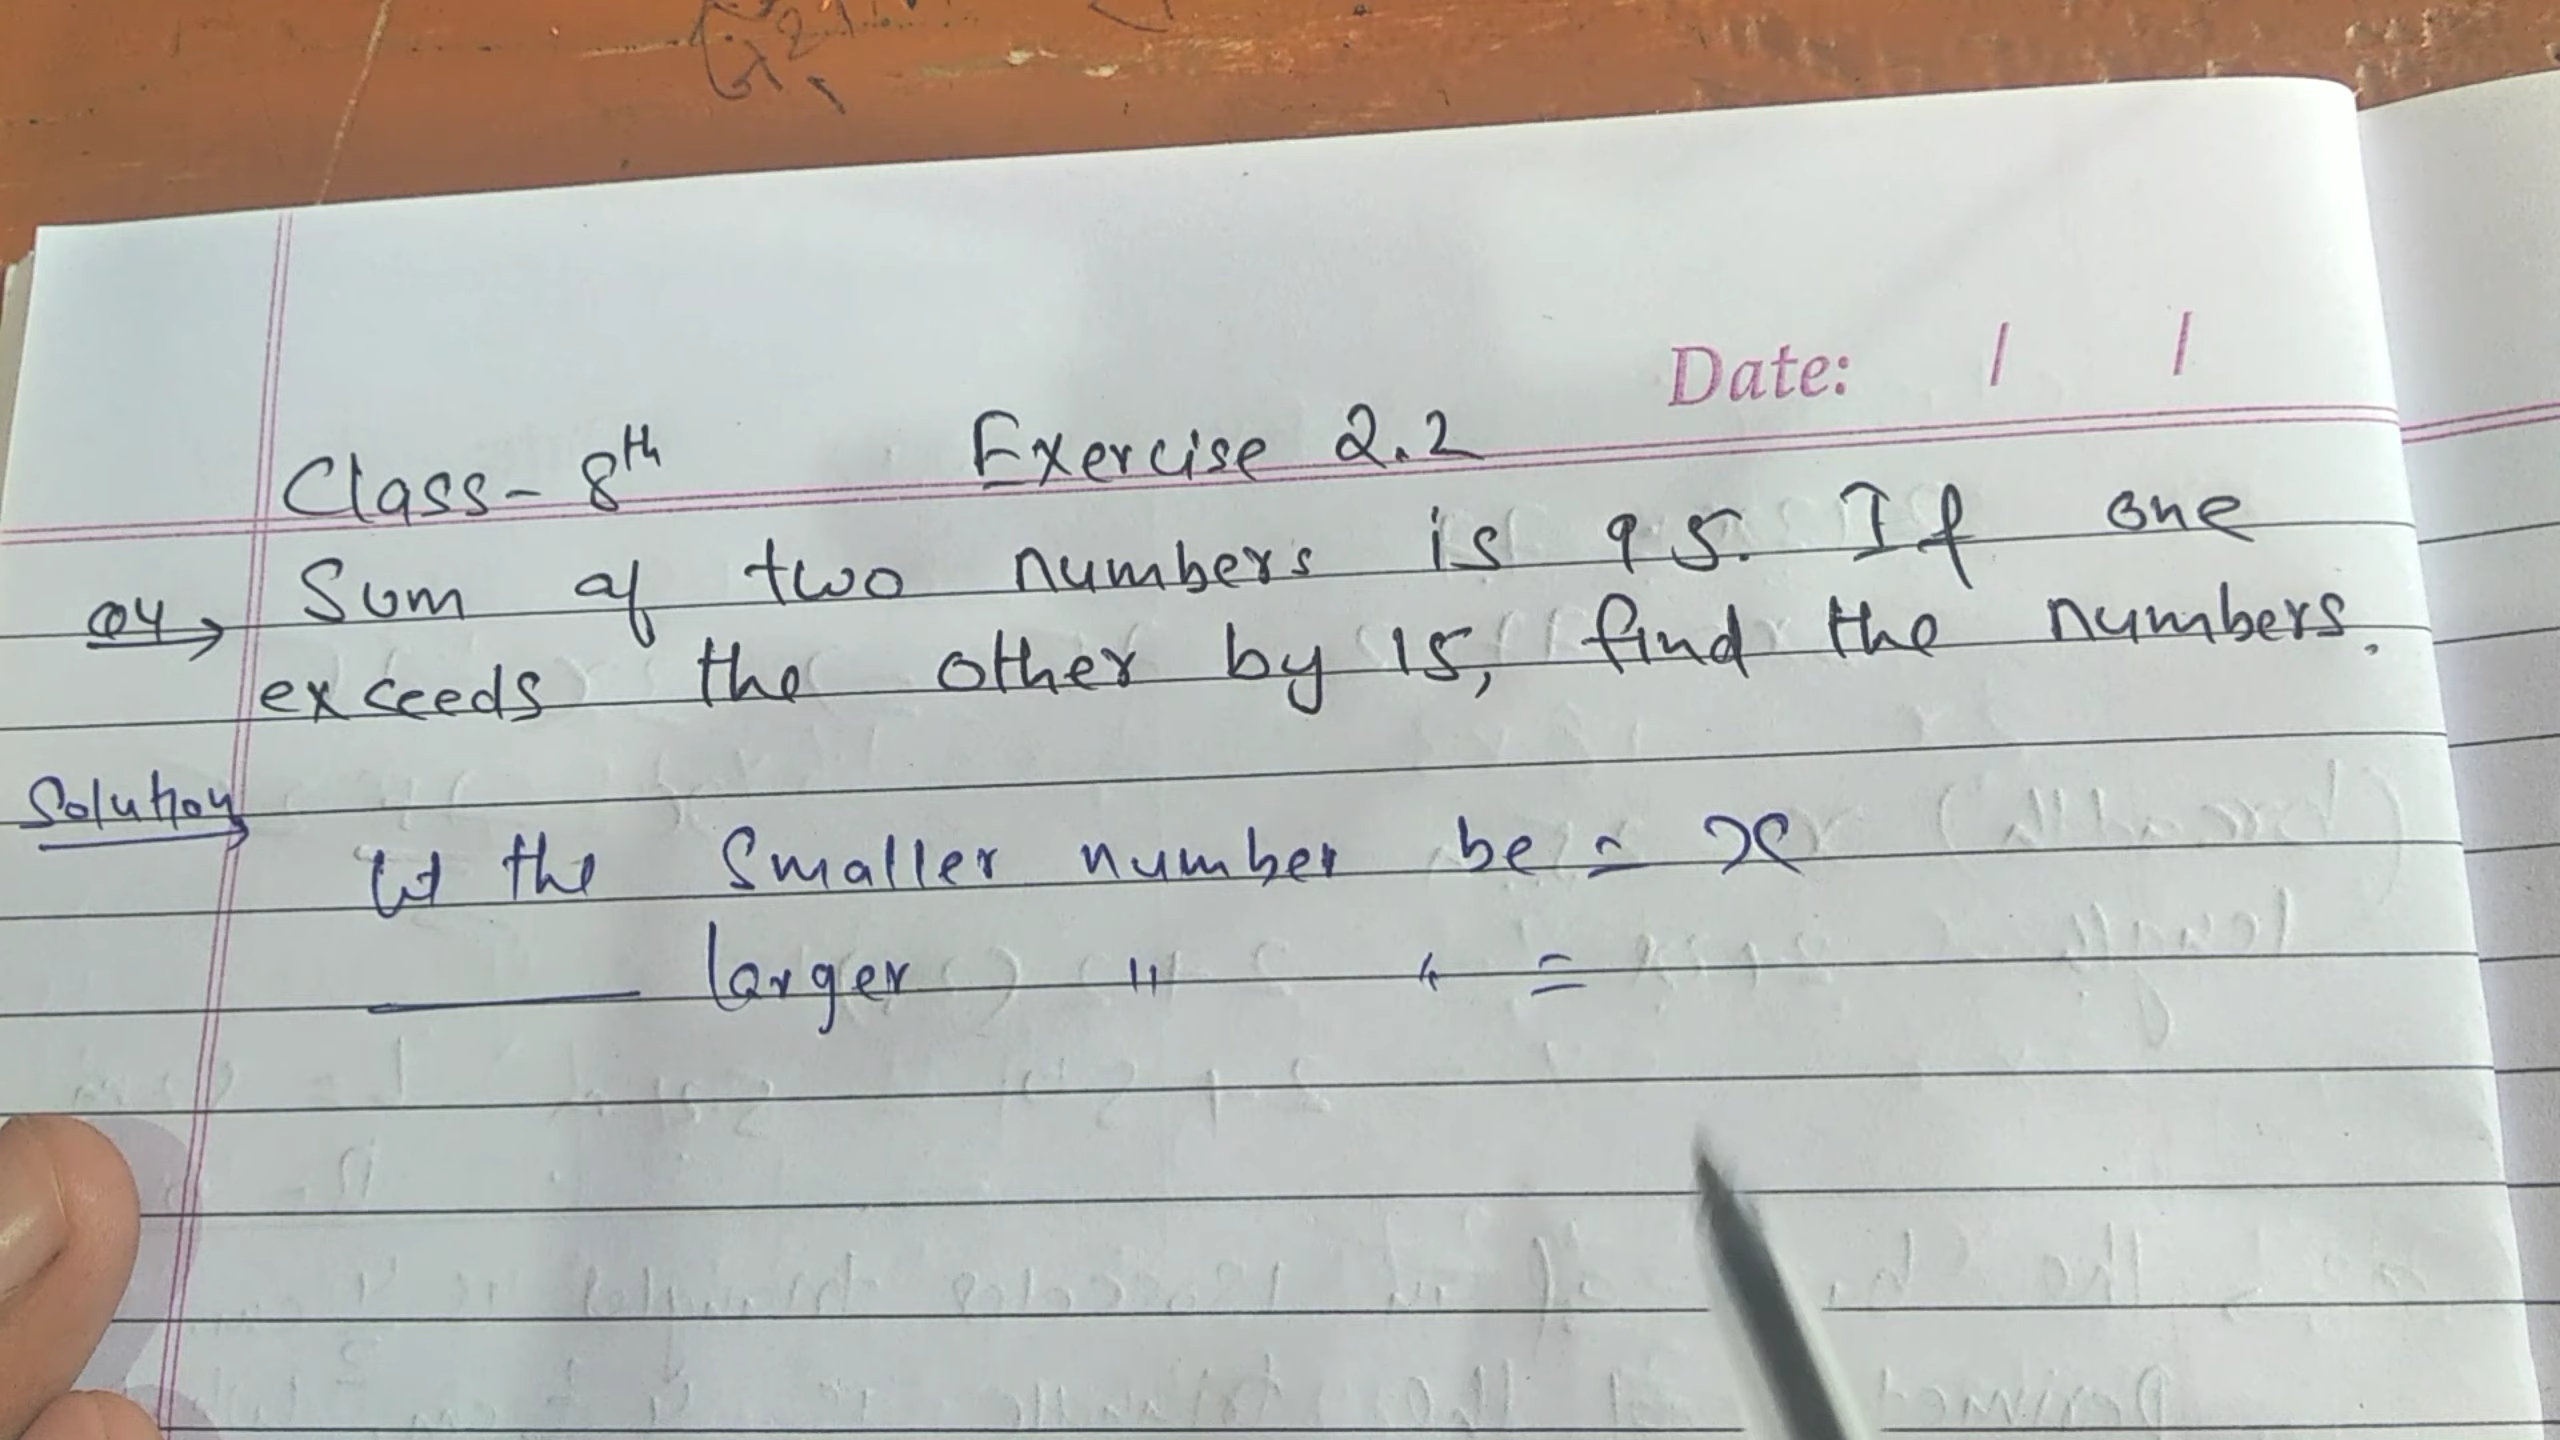 Date: / /
Class- 8th Exercise 2.2
Q4→ Sum of two numbers is 95. If one
exceeds the other by 15, find the numbers.
Solution
Let the Smaller number be = x
larger " " =